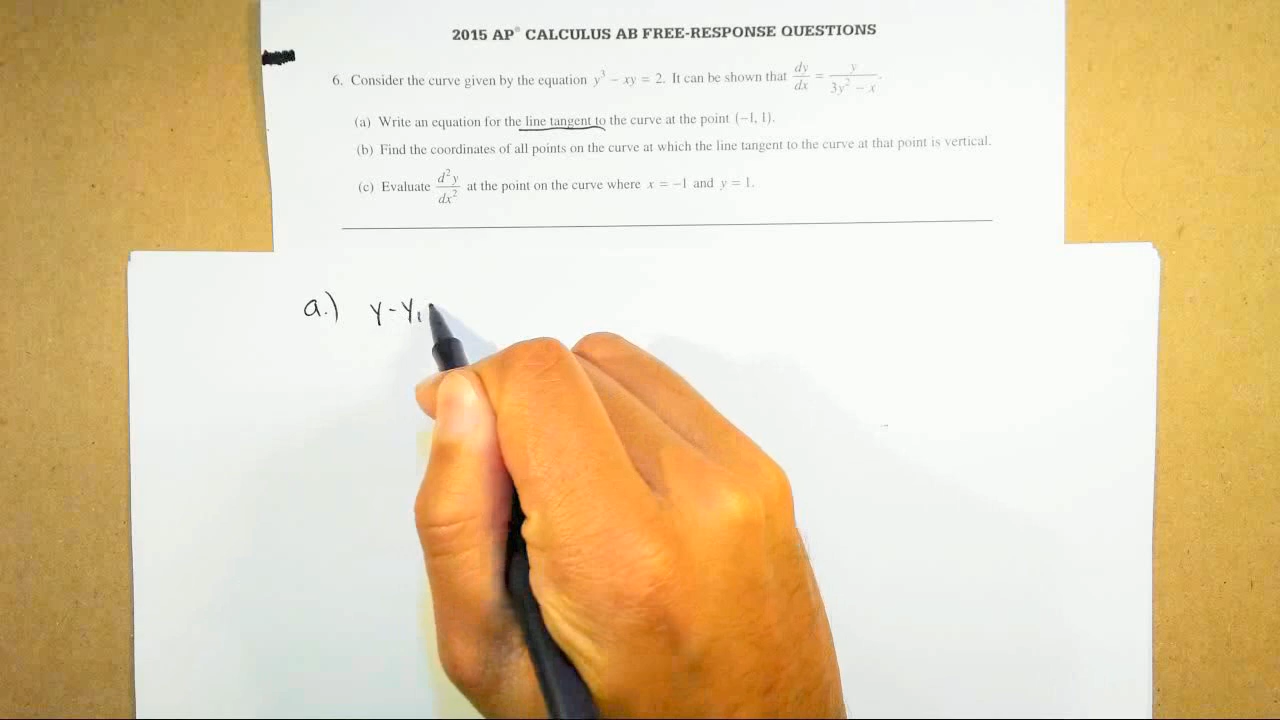 2015 AP® CALCULUS AB FREE-RESPONSE QUESTIONS
6. Consider the curve given by the equation y³ − xy = 2. It can be shown that dy/dx = y/(3y² − x).
(a) Write an equation for the line tangent to the curve at the point (−1, 1).
(b) Find the coordinates of all points on the curve at which the line tangent to the curve at that point is vertical.
(c) Evaluate d²y/dx² at the point on the curve where x = −1 and y = 1.
a.) y-y₁